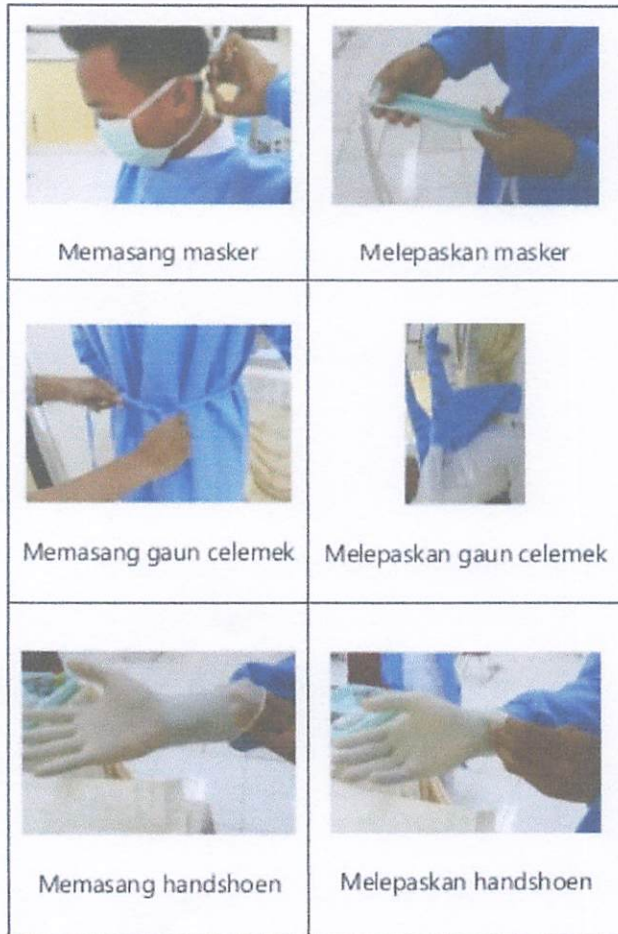 Memasang masker
Melepaskan masker
Memasang gaun celemek
Melepaskan gaun celemek
Memasang handshoen
Melepaskan handshoen